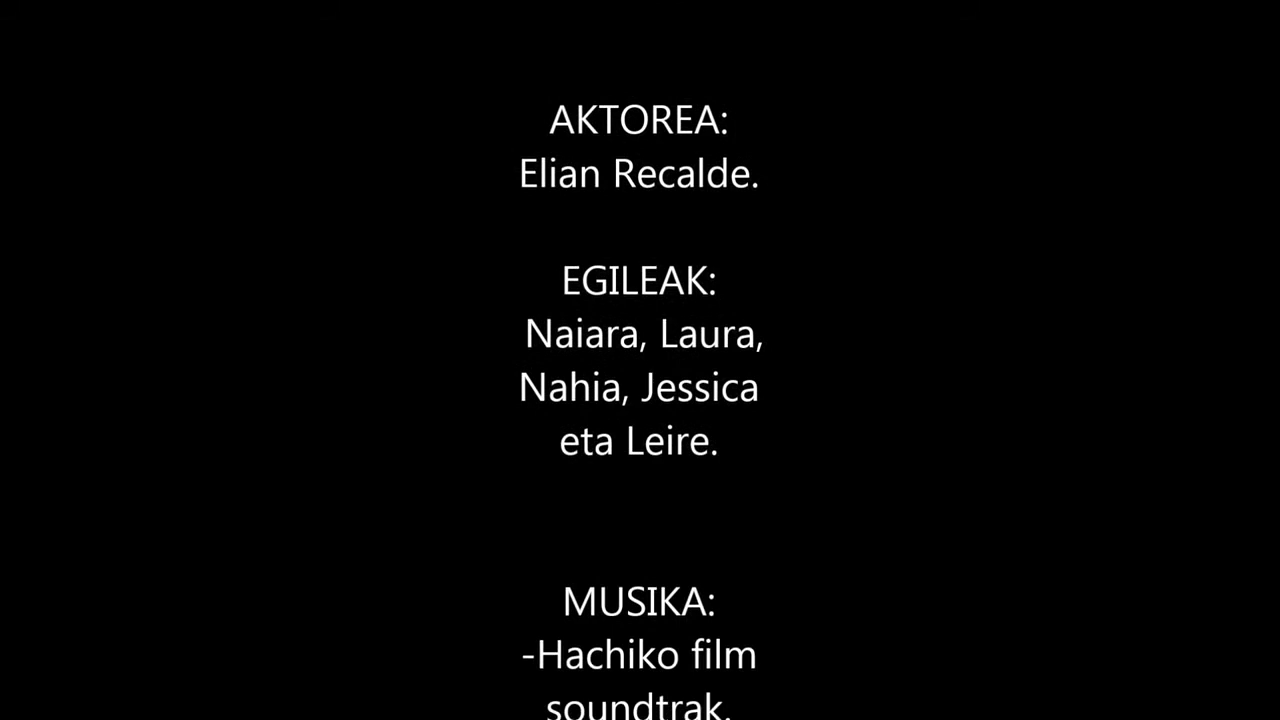 AKTOREA:
Elian Recalde.
EGILEAK:
Naiara, Laura,
Nahia, Jessica
eta Leire.
MUSIKA:
-Hachiko film
soundtrak.